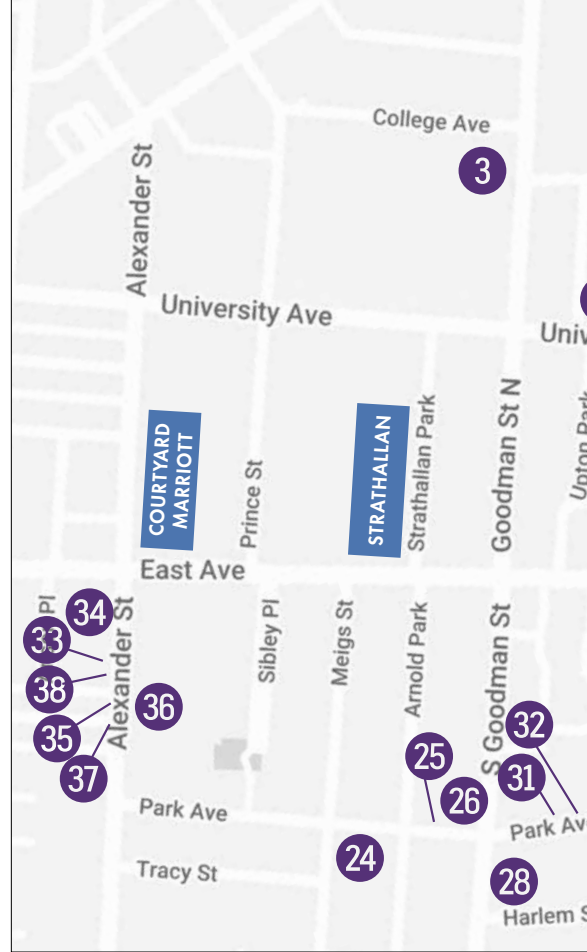 College Ave
3
Alexander St
University Ave
Univ
COURTYARD
MARRIOTT
Prince St
STRATHALLAN
Strathallan Park
Goodman St N
Upton Park
East Ave
Pl
34
33
Alexander St
38
36
35
37
Sibley Pl
Meigs St
Arnold Park
S Goodman St
32
25
31
26
Park Ave
Park Av
24
Tracy St
28
Harlem S